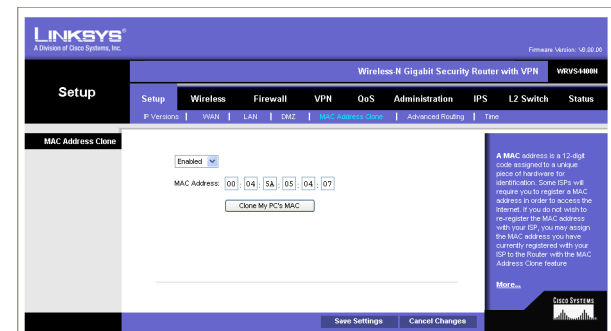 LINKSYS®
A Division of Cisco Systems, Inc.
Firmware Version: V0.00.06
Wireless-N Gigabit Security Router with VPN WRVS4400N
Setup
Setup Wireless Firewall VPN QoS Administration IPS L2 Switch Status
IP Versions | WAN | LAN | DMZ | MAC Address Clone | Advanced Routing | Time
MAC Address Clone
Enabled
MAC Address: 00 : 04 : 5A : 05 : 04 : 07
Clone My PC's MAC
A MAC address is a 12-digit
code assigned to a unique
piece of hardware for
identification. Some ISPs will
require you to register a MAC
address in order to access the
Internet. If you do not wish to
re-register the MAC address
with your ISP, you may assign
the MAC address you have
currently registered with your
ISP to the Router with the MAC
Address Clone feature
More...
Save Settings Cancel Changes
CISCO SYSTEMS